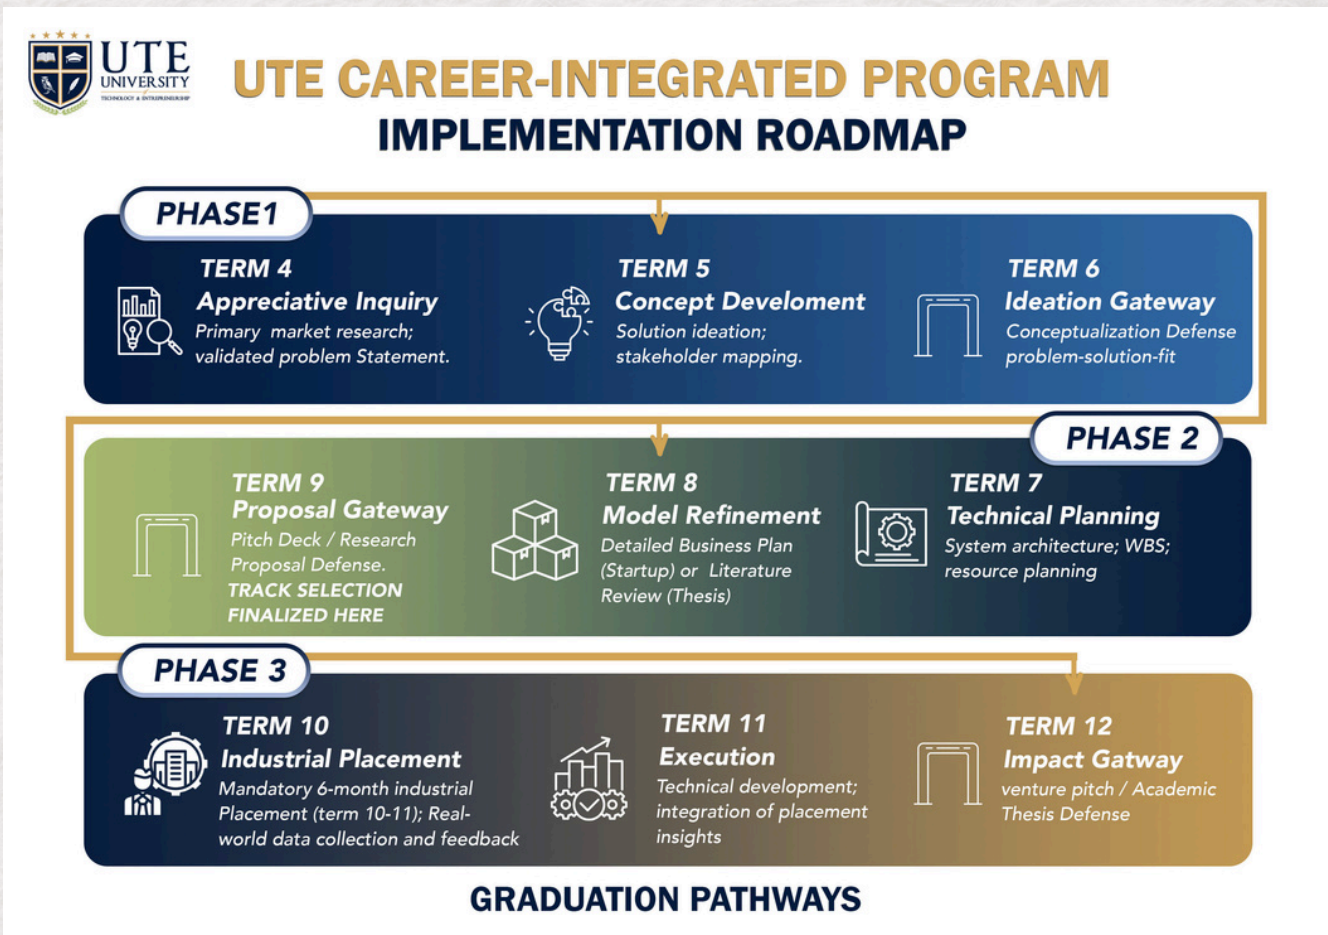 UTE
UNIVERSITY
TECHNOLOGY & ENTREPRENEURSHIP
UTE CAREER-INTEGRATED PROGRAM
IMPLEMENTATION ROADMAP
PHASE1
TERM 4
Appreciative Inquiry
Primary market research;
validated problem Statement.
TERM 5
Concept Develoment
Solution ideation;
stakeholder mapping.
TERM 6
Ideation Gateway
Conceptualization Defense
problem-solution-fit
PHASE 2
TERM 7
Technical Planning
System architecture; WBS;
resource planning
TERM 8
Model Refinement
Detailed Business Plan
(Startup) or Literature
Review (Thesis)
TERM 9
Proposal Gateway
Pitch Deck / Research
Proposal Defense.
TRACK SELECTION
FINALIZED HERE
PHASE 3
TERM 10
Industrial Placement
Mandatory 6-month industrial
Placement (term 10-11); Real-
world data collection and feedback
TERM 11
Execution
Technical development;
integration of placement
insights
TERM 12
Impact Gatway
venture pitch / Academic
Thesis Defense
GRADUATION PATHWAYS